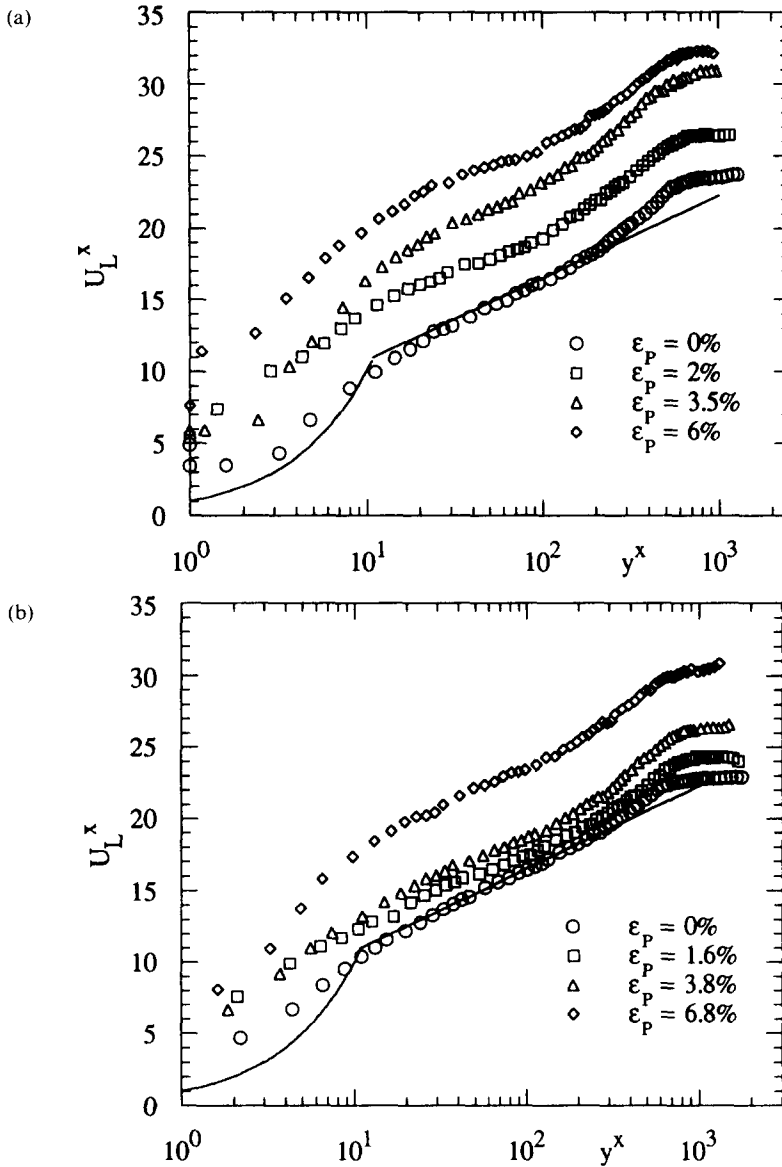 (a)
35
30
25
20
15
10
5
0
U_L^x
○ ε_P = 0%
□ ε_P = 2%
△ ε_P = 3.5%
◇ ε_P = 6%
10^0 10^1 10^2 y^x 10^3
(b)
35
30
25
20
15
10
5
0
U_L^x
○ ε_P = 0%
□ ε_P = 1.6%
△ ε_P = 3.8%
◇ ε_P = 6.8%
10^0 10^1 10^2 y^x 10^3